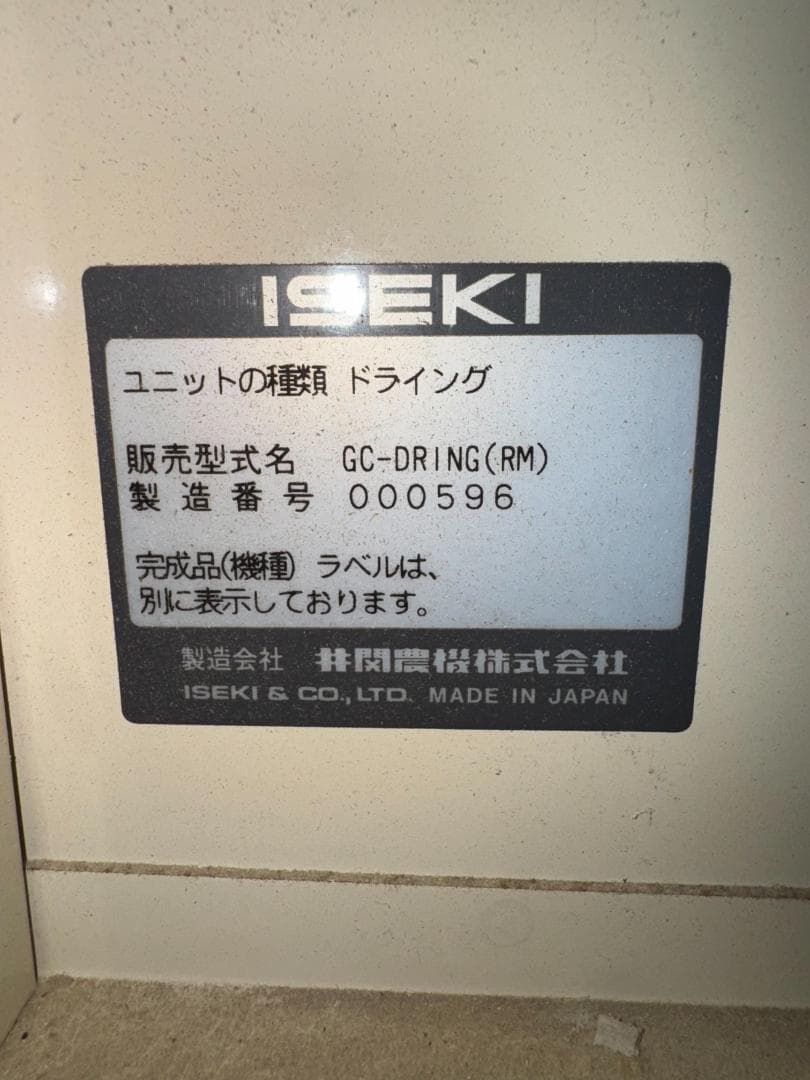 ISEKI
ユニットの種類 ドライング
販売型式名 GC-DRING(RM)
製造番号 000596
完成品(機種) ラベルは、
別に表示しております。
製造会社 井関農機株式会社
ISEKI & CO., LTD. MADE IN JAPAN